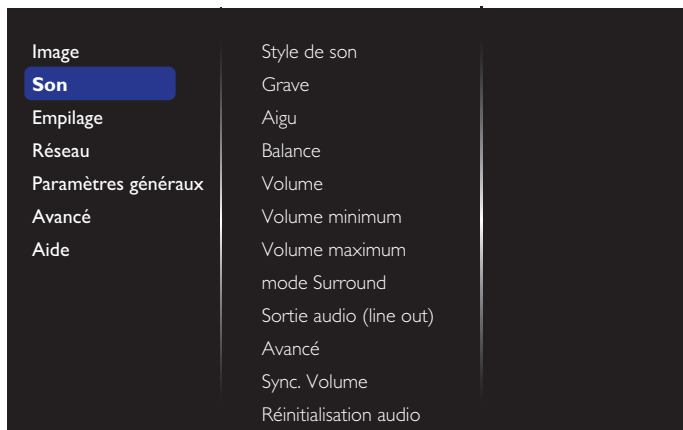 Image
Son
Empilage
Réseau
Paramètres généraux
Avancé
Aide
Style de son
Grave
Aigu
Balance
Volume
Volume minimum
Volume maximum
mode Surround
Sortie audio (line out)
Avancé
Sync. Volume
Réinitialisation audio